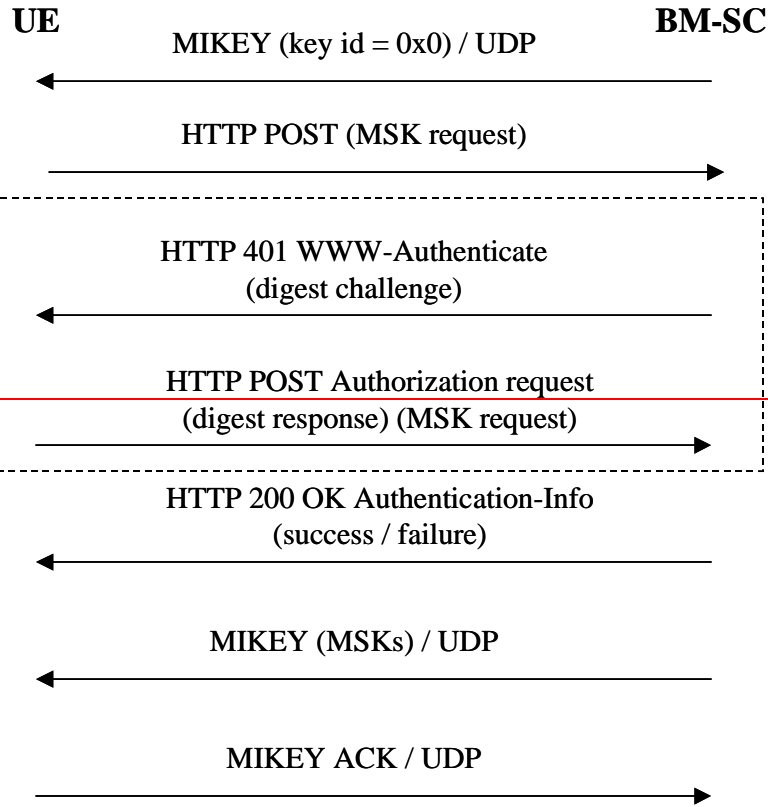 UE BM-SC
MIKEY (key id = 0x0) / UDP
HTTP POST (MSK request)
HTTP 401 WWW-Authenticate
(digest challenge)
HTTP POST Authorization request
(digest response) (MSK request)
HTTP 200 OK Authentication-Info
(success / failure)
MIKEY (MSKs) / UDP
MIKEY ACK / UDP